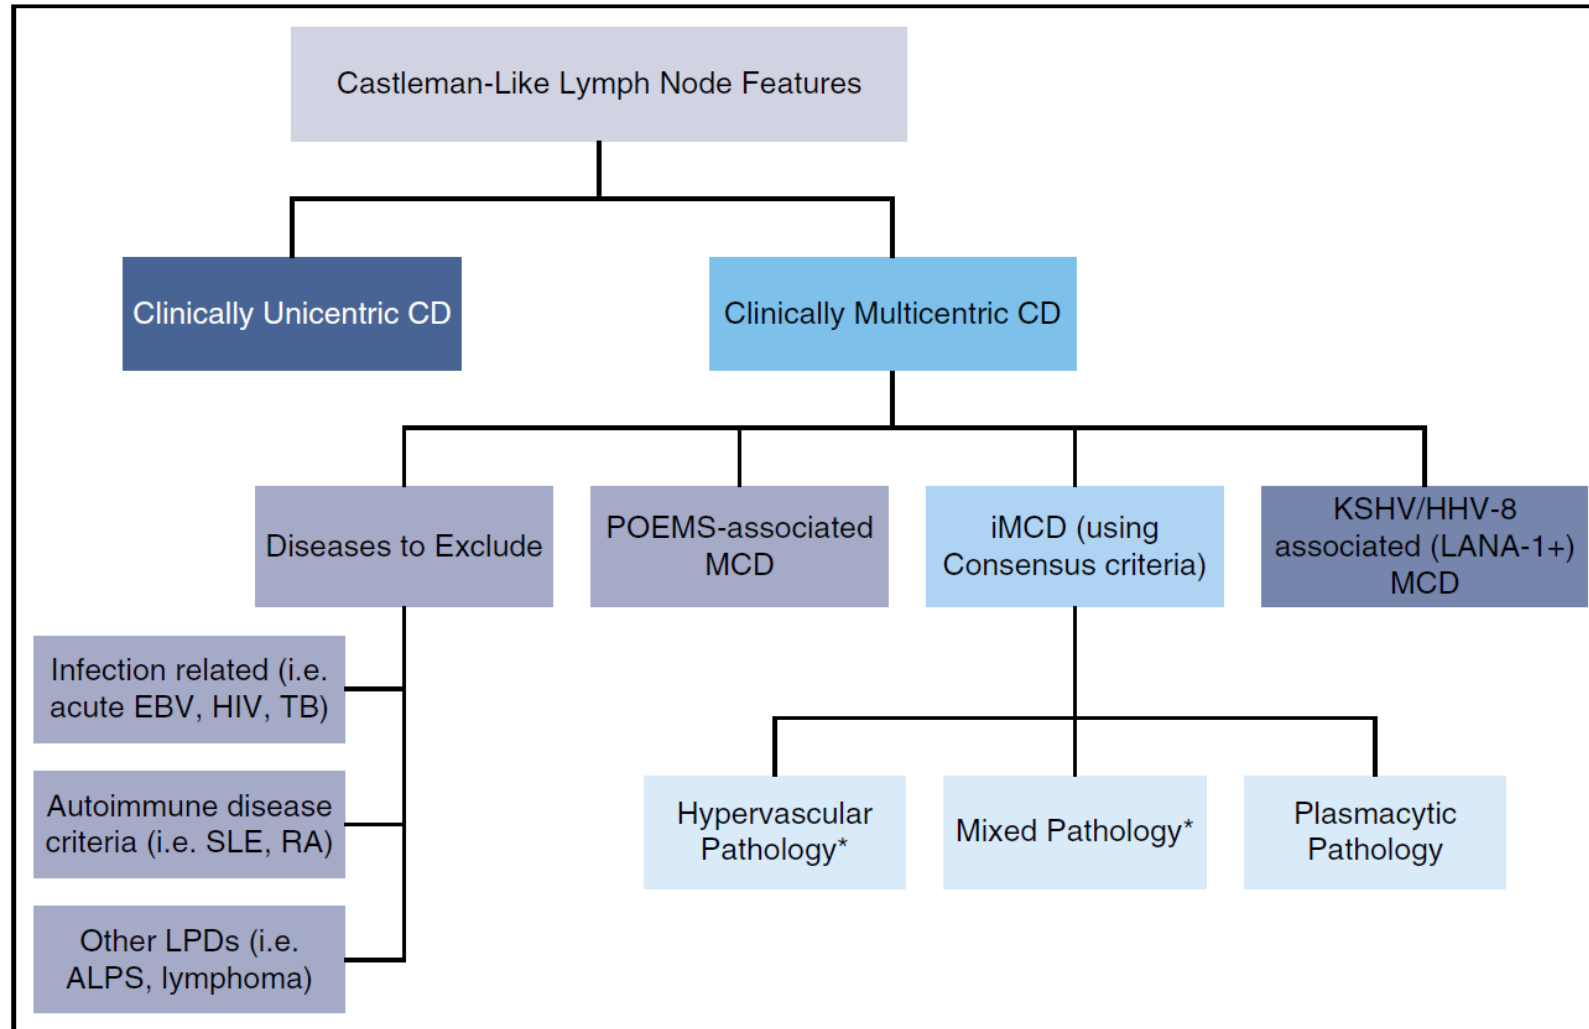 Castleman-Like Lymph Node Features
Clinically Unicentric CD
Clinically Multicentric CD
Diseases to Exclude
POEMS-associated
MCD
iMCD (using
Consensus criteria)
KSHV/HHV-8
associated (LANA-1+)
MCD
Infection related (i.e.
acute EBV, HIV, TB)
Autoimmune disease
criteria (i.e. SLE, RA)
Other LPDs (i.e.
ALPS, lymphoma)
Hypervascular
Pathology*
Mixed Pathology*
Plasmacytic
Pathology